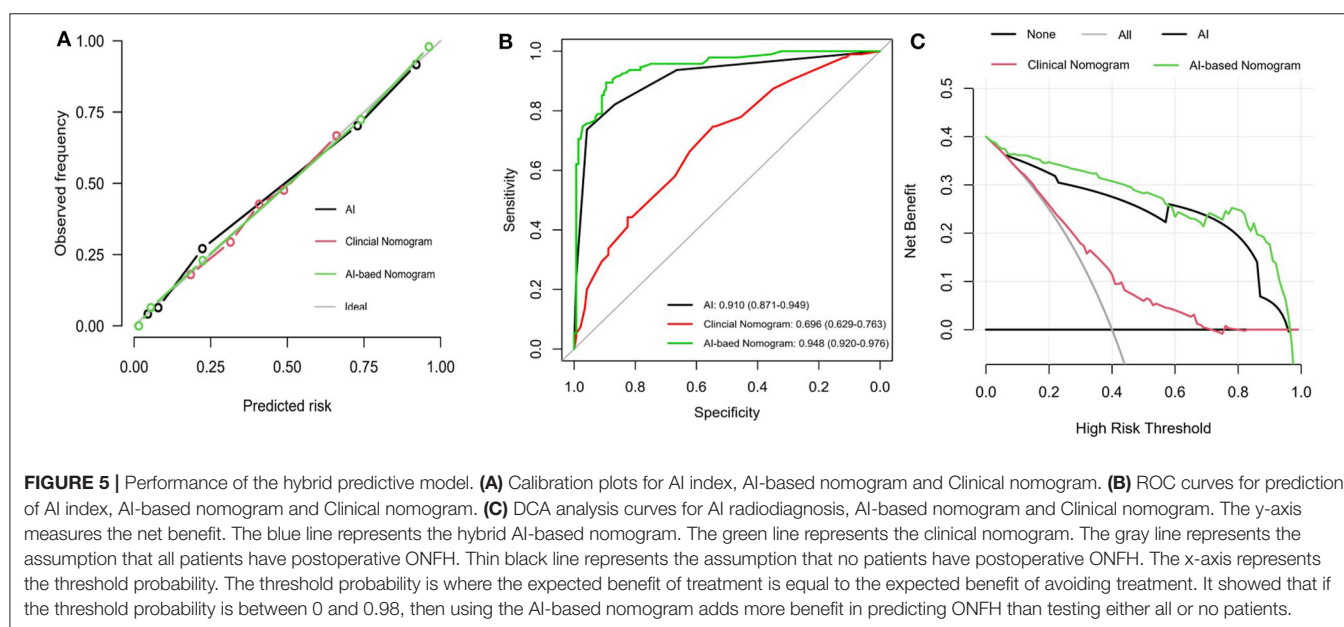 A
1.00
0.75
0.50
0.25
0.00
Observed frequency
AI
Clincial Nomogram
AI-baed Nomogram
Ideal
0.00 0.25 0.50 0.75 1.00
Predicted risk
B
1.0
0.8
0.6
0.4
0.2
0.0
Sensitivity
AI: 0.910 (0.871-0.949)
Clincial Nomogram: 0.696 (0.629-0.763)
AI-baed Nomogram: 0.948 (0.920-0.976)
1.0 0.8 0.6 0.4 0.2 0.0
Specificity
C
None All AI
Clinical Nomogram AI-based Nomogram
0.5
0.4
0.3
0.2
0.1
0.0
Net Benefit
0.0 0.2 0.4 0.6 0.8 1.0
High Risk Threshold
FIGURE 5 | Performance of the hybrid predictive model. (A) Calibration plots for AI index, AI-based nomogram and Clinical nomogram. (B) ROC curves for prediction
of AI index, AI-based nomogram and Clinical nomogram. (C) DCA analysis curves for AI radiodiagnosis, AI-based nomogram and Clinical nomogram. The y-axis
measures the net benefit. The blue line represents the hybrid AI-based nomogram. The green line represents the clinical nomogram. The gray line represents the
assumption that all patients have postoperative ONFH. Thin black line represents the assumption that no patients have postoperative ONFH. The x-axis represents
the threshold probability. The threshold probability is where the expected benefit of treatment is equal to the expected benefit of avoiding treatment. It showed that if
the threshold probability is between 0 and 0.98, then using the AI-based nomogram adds more benefit in predicting ONFH than testing either all or no patients.